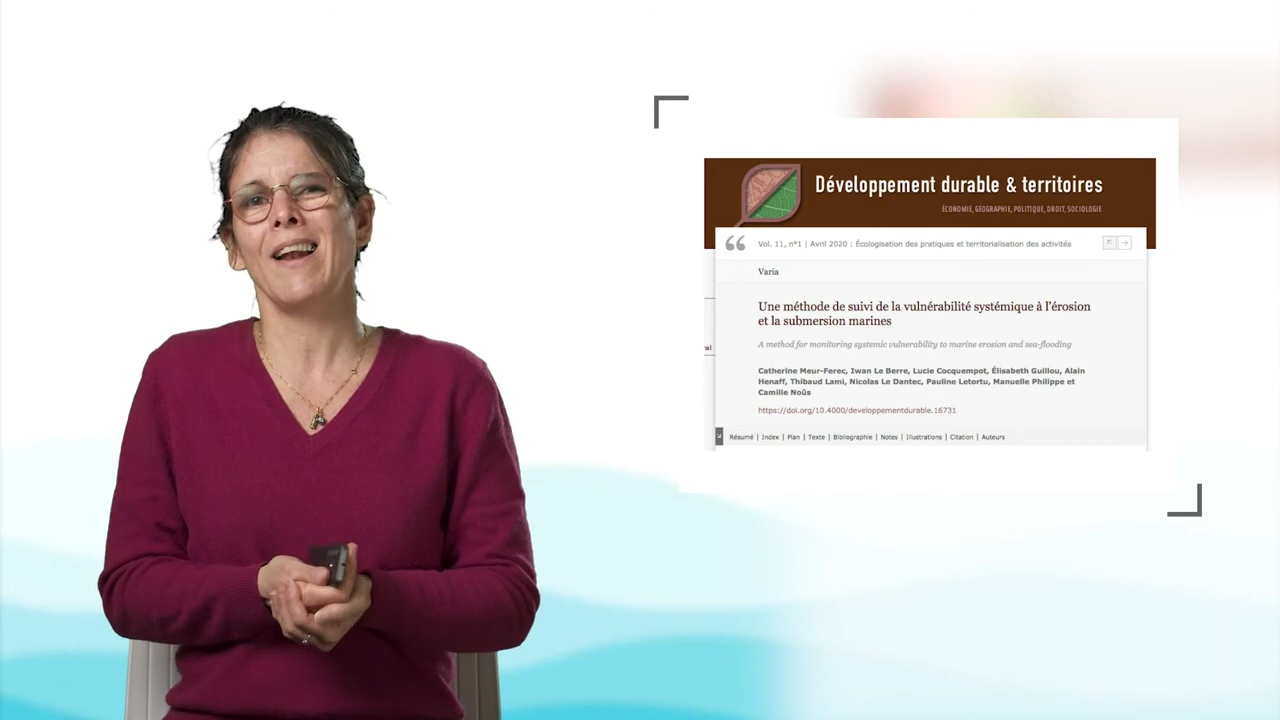 Développement durable & territoires
ÉCONOMIE, GÉOGRAPHIE, POLITIQUE, DROIT, SOCIOLOGIE
Vol. 11, n°1 | Avril 2020 : Écologisation des pratiques et territorialisation des activités
Varia
Une méthode de suivi de la vulnérabilité systémique à l’érosion
et la submersion marines
A method for monitoring systemic vulnerability to marine erosion and sea-flooding
Catherine Meur-Ferec, Iwan Le Berre, Lucie Cocquempot, Élisabeth Guillou, Alain
Henaff, Thibaud Lami, Nicolas Le Dantec, Pauline Letortu, Manuelle Philippe et
Camille Noûs
https://doi.org/10.4000/developpementdurable.16731
Résumé | Index | Plan | Texte | Bibliographie | Notes | Illustrations | Citation | Auteurs